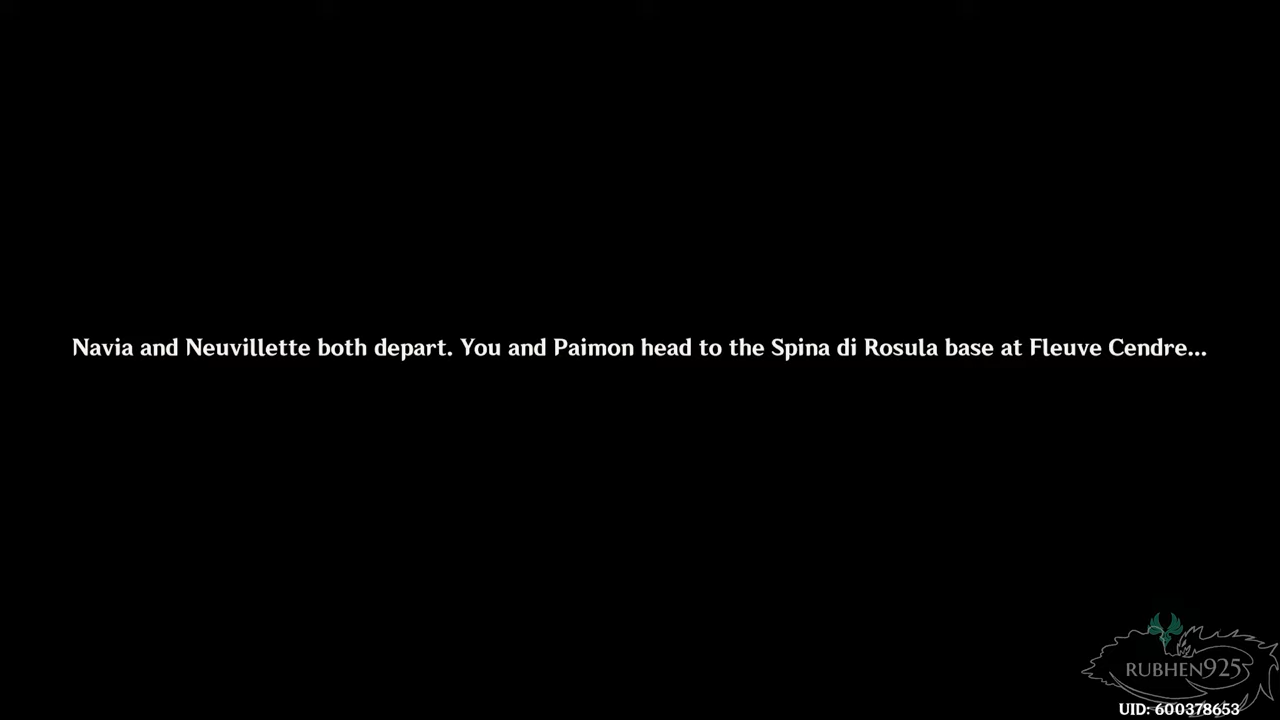 Navia and Neuvillette both depart. You and Paimon head to the Spina di Rosula base at Fleuve Cendre...
RUBHEN925
UID: 600378653